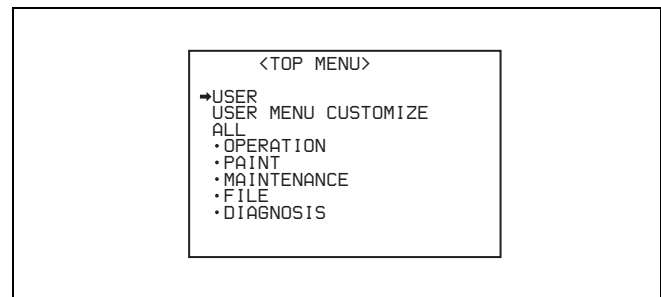 <TOP MENU>
➡USER
USER MENU CUSTOMIZE
ALL
·OPERATION
·PAINT
·MAINTENANCE
·FILE
·DIAGNOSIS